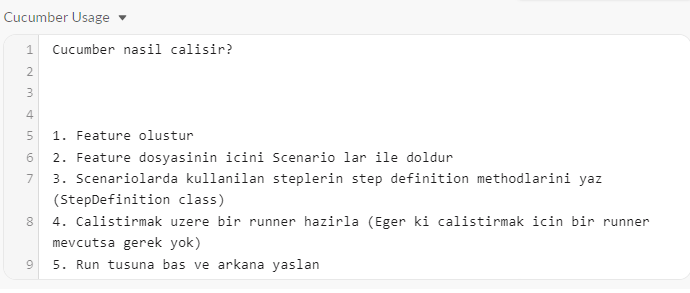 Cucumber Usage
1 Cucumber nasil calisir?
2
3
4
5 1. Feature olustur
6 2. Feature dosyasinin icini Scenario lar ile doldur
7 3. Scenariolarda kullanilan steplerin step definition methodlarini yaz
(StepDefinition class)
8 4. Calistirmak uzere bir runner hazirla (Eger ki calistirmak icin bir runner
mevcutsa gerek yok)
9 5. Run tusuna bas ve arkana yaslan